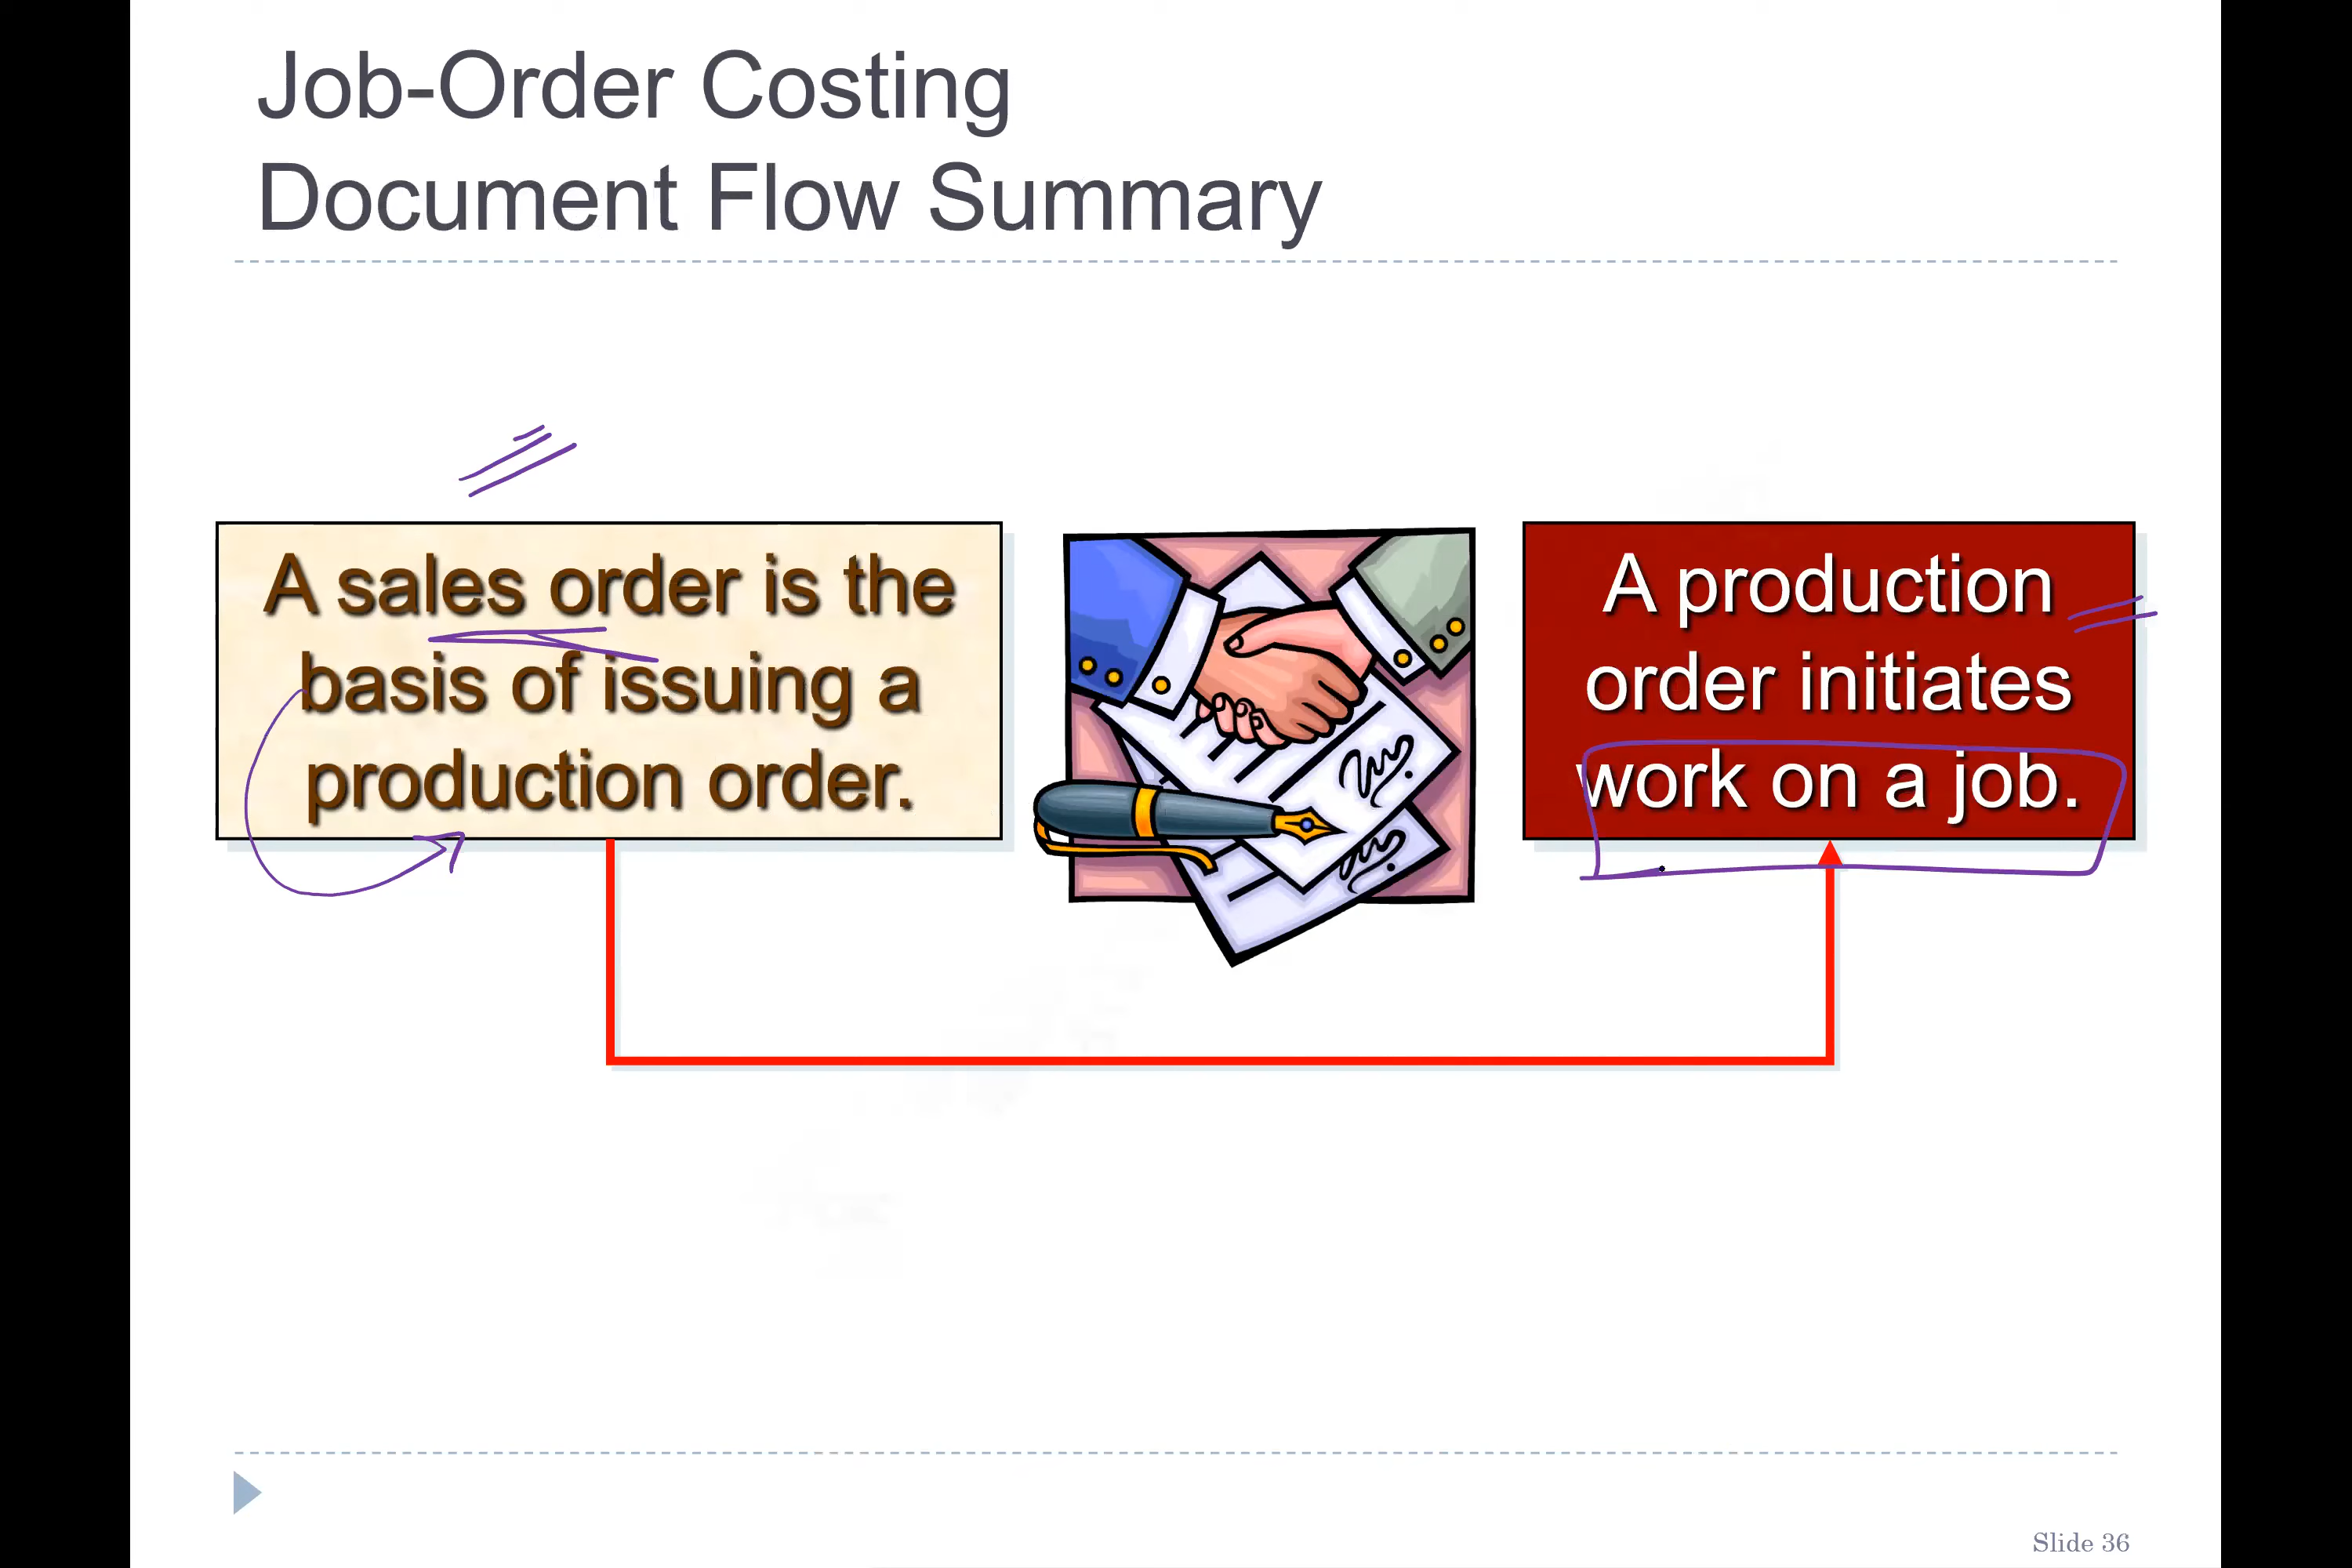 Job-Order Costing
Document Flow Summary
A sales order is the
basis of issuing a
production order.
A production
order initiates
work on a job.
Slide 36